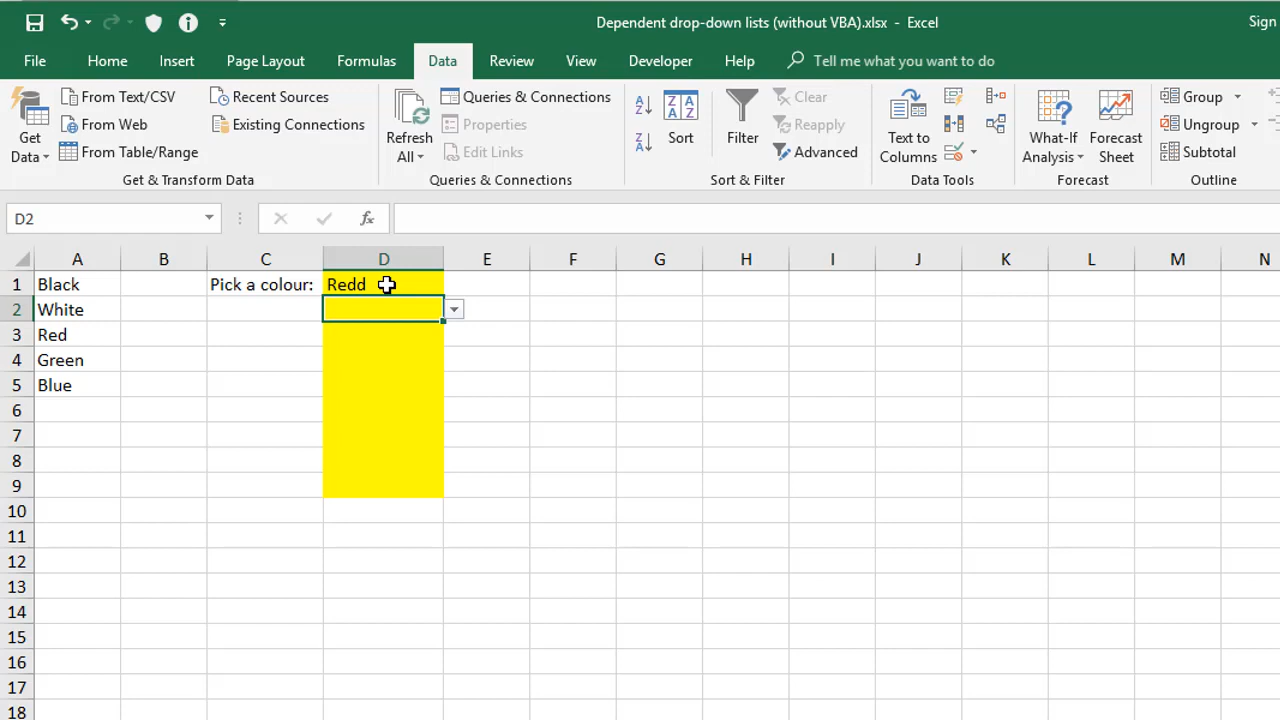 Dependent drop-down lists (without VBA).xlsx - Excel
Sign
File Home Insert Page Layout Formulas Data Review View Developer Help Tell me what you want to do
Get Data
From Text/CSV
From Web
From Table/Range
Recent Sources
Existing Connections
Get & Transform Data
Refresh All
Queries & Connections
Properties
Edit Links
Queries & Connections
A Z
Z A
Z A A Z
Sort
Filter
Clear
Reapply
Advanced
Sort & Filter
Text to Columns
Data Tools
What-If Analysis
Forecast Sheet
Forecast
Group
Ungroup
Subtotal
Outline
D2 fx
A B C D E F G H I J K L M N
1 Black Pick a colour: Redd
2 White
3 Red
4 Green
5 Blue
6
7
8
9
10
11
12
13
14
15
16
17
18